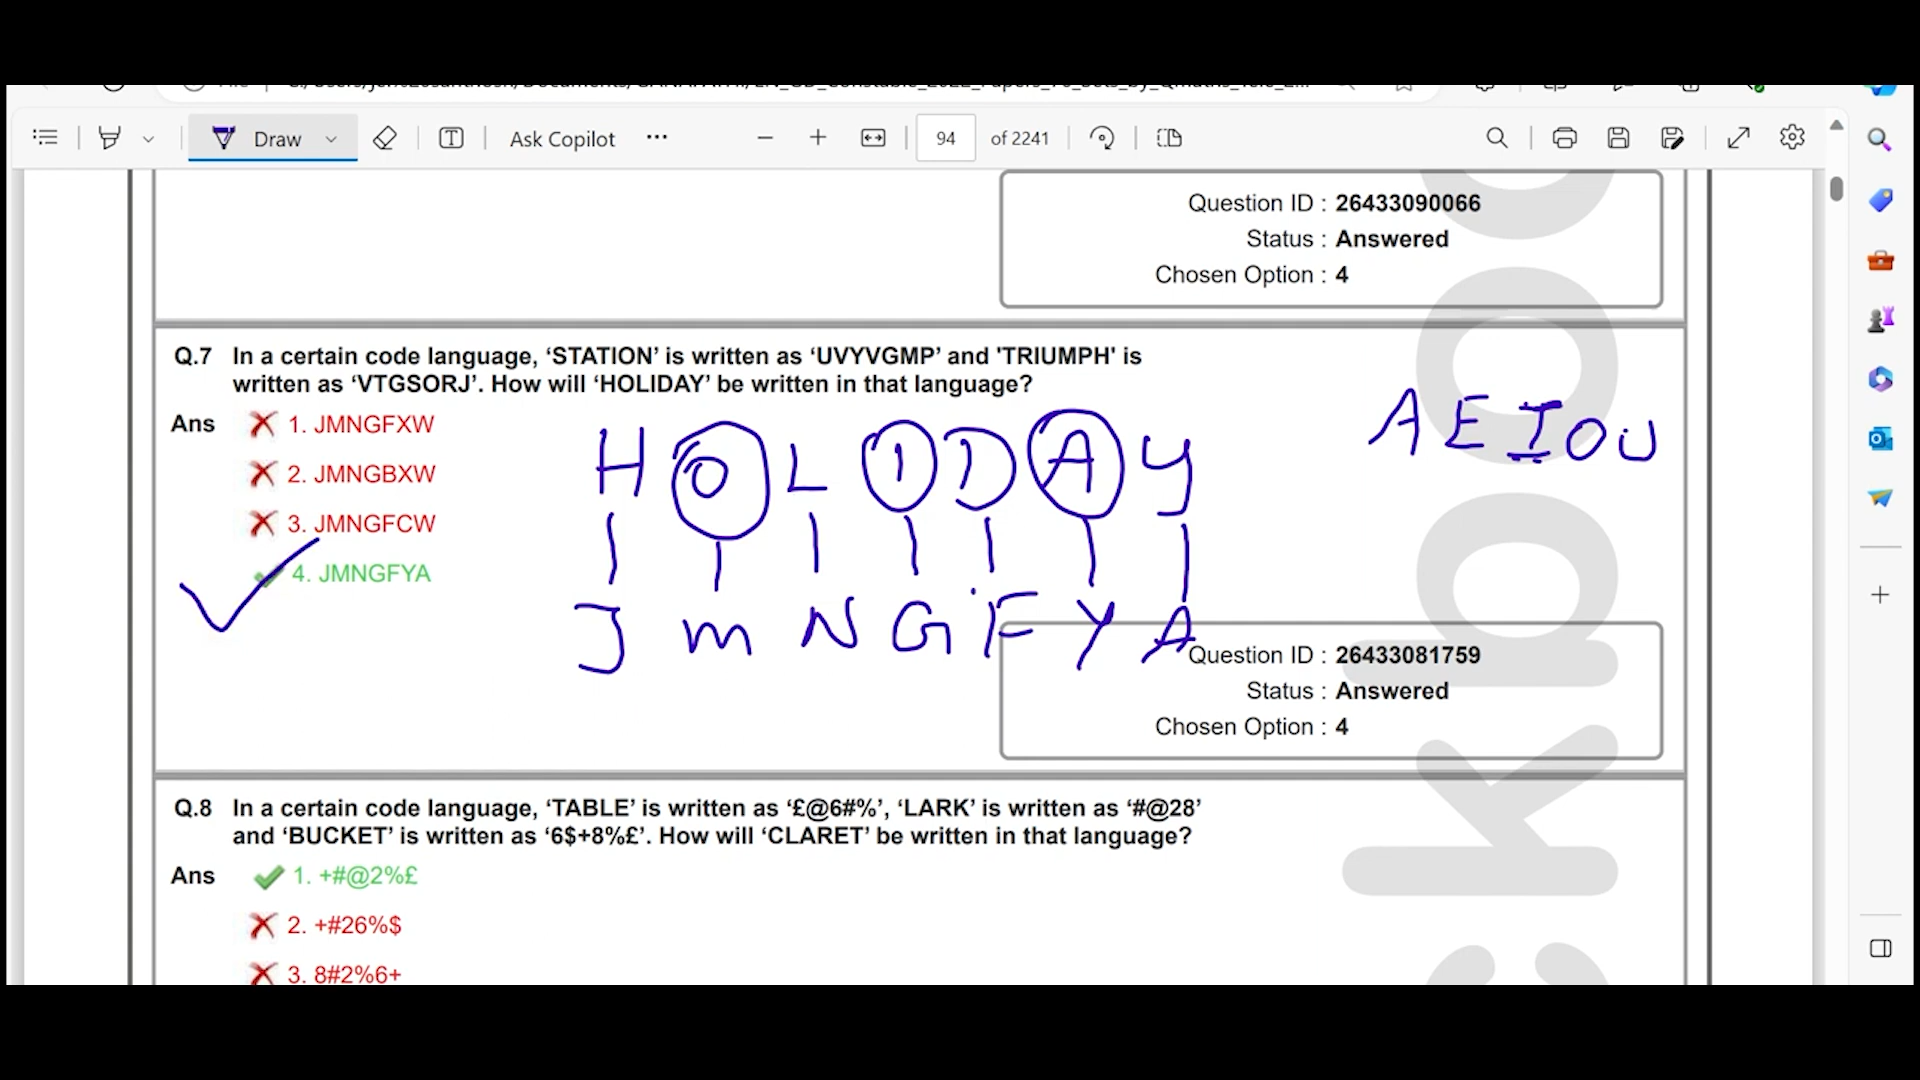 Draw
Ask Copilot
94 of 2241
Question ID : 26433090066
Status : Answered
Chosen Option : 4
Q.7 In a certain code language, ‘STATION’ is written as ‘UVYVGMP’ and 'TRIUMPH' is
written as ‘VTGSORJ’. How will ‘HOLIDAY’ be written in that language?
Ans 1. JMNGFXW
2. JMNGBXW
3. JMNGFCW
4. JMNGFYA
H O L I D A Y
A E I O U
J M N G F Y A
Question ID : 26433081759
Status : Answered
Chosen Option : 4
Q.8 In a certain code language, ‘TABLE’ is written as ‘£@6#%’, ‘LARK’ is written as ‘#@28’
and ‘BUCKET’ is written as ‘6$+8%£’. How will ‘CLARET’ be written in that language?
Ans 1. +#@2%£
2. +#26%$
3. 8#2%6+